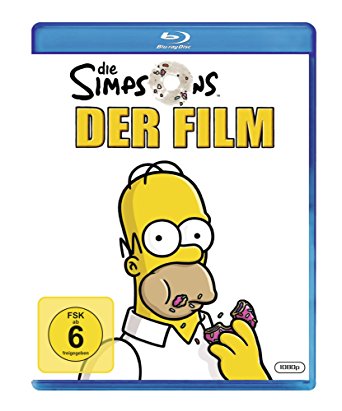 Blu-ray Disc
die
SIMPSONS
DER FILM
FSK
ab
6
freigegeben
1080p